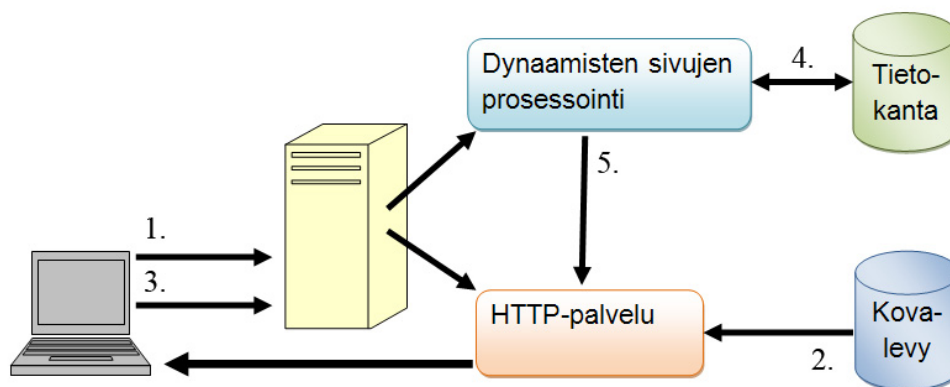 Dynaamisten sivujen
prosessointi
4.
Tieto-
kanta
5.
1.
3.
HTTP-palvelu
2.
Kova-
levy